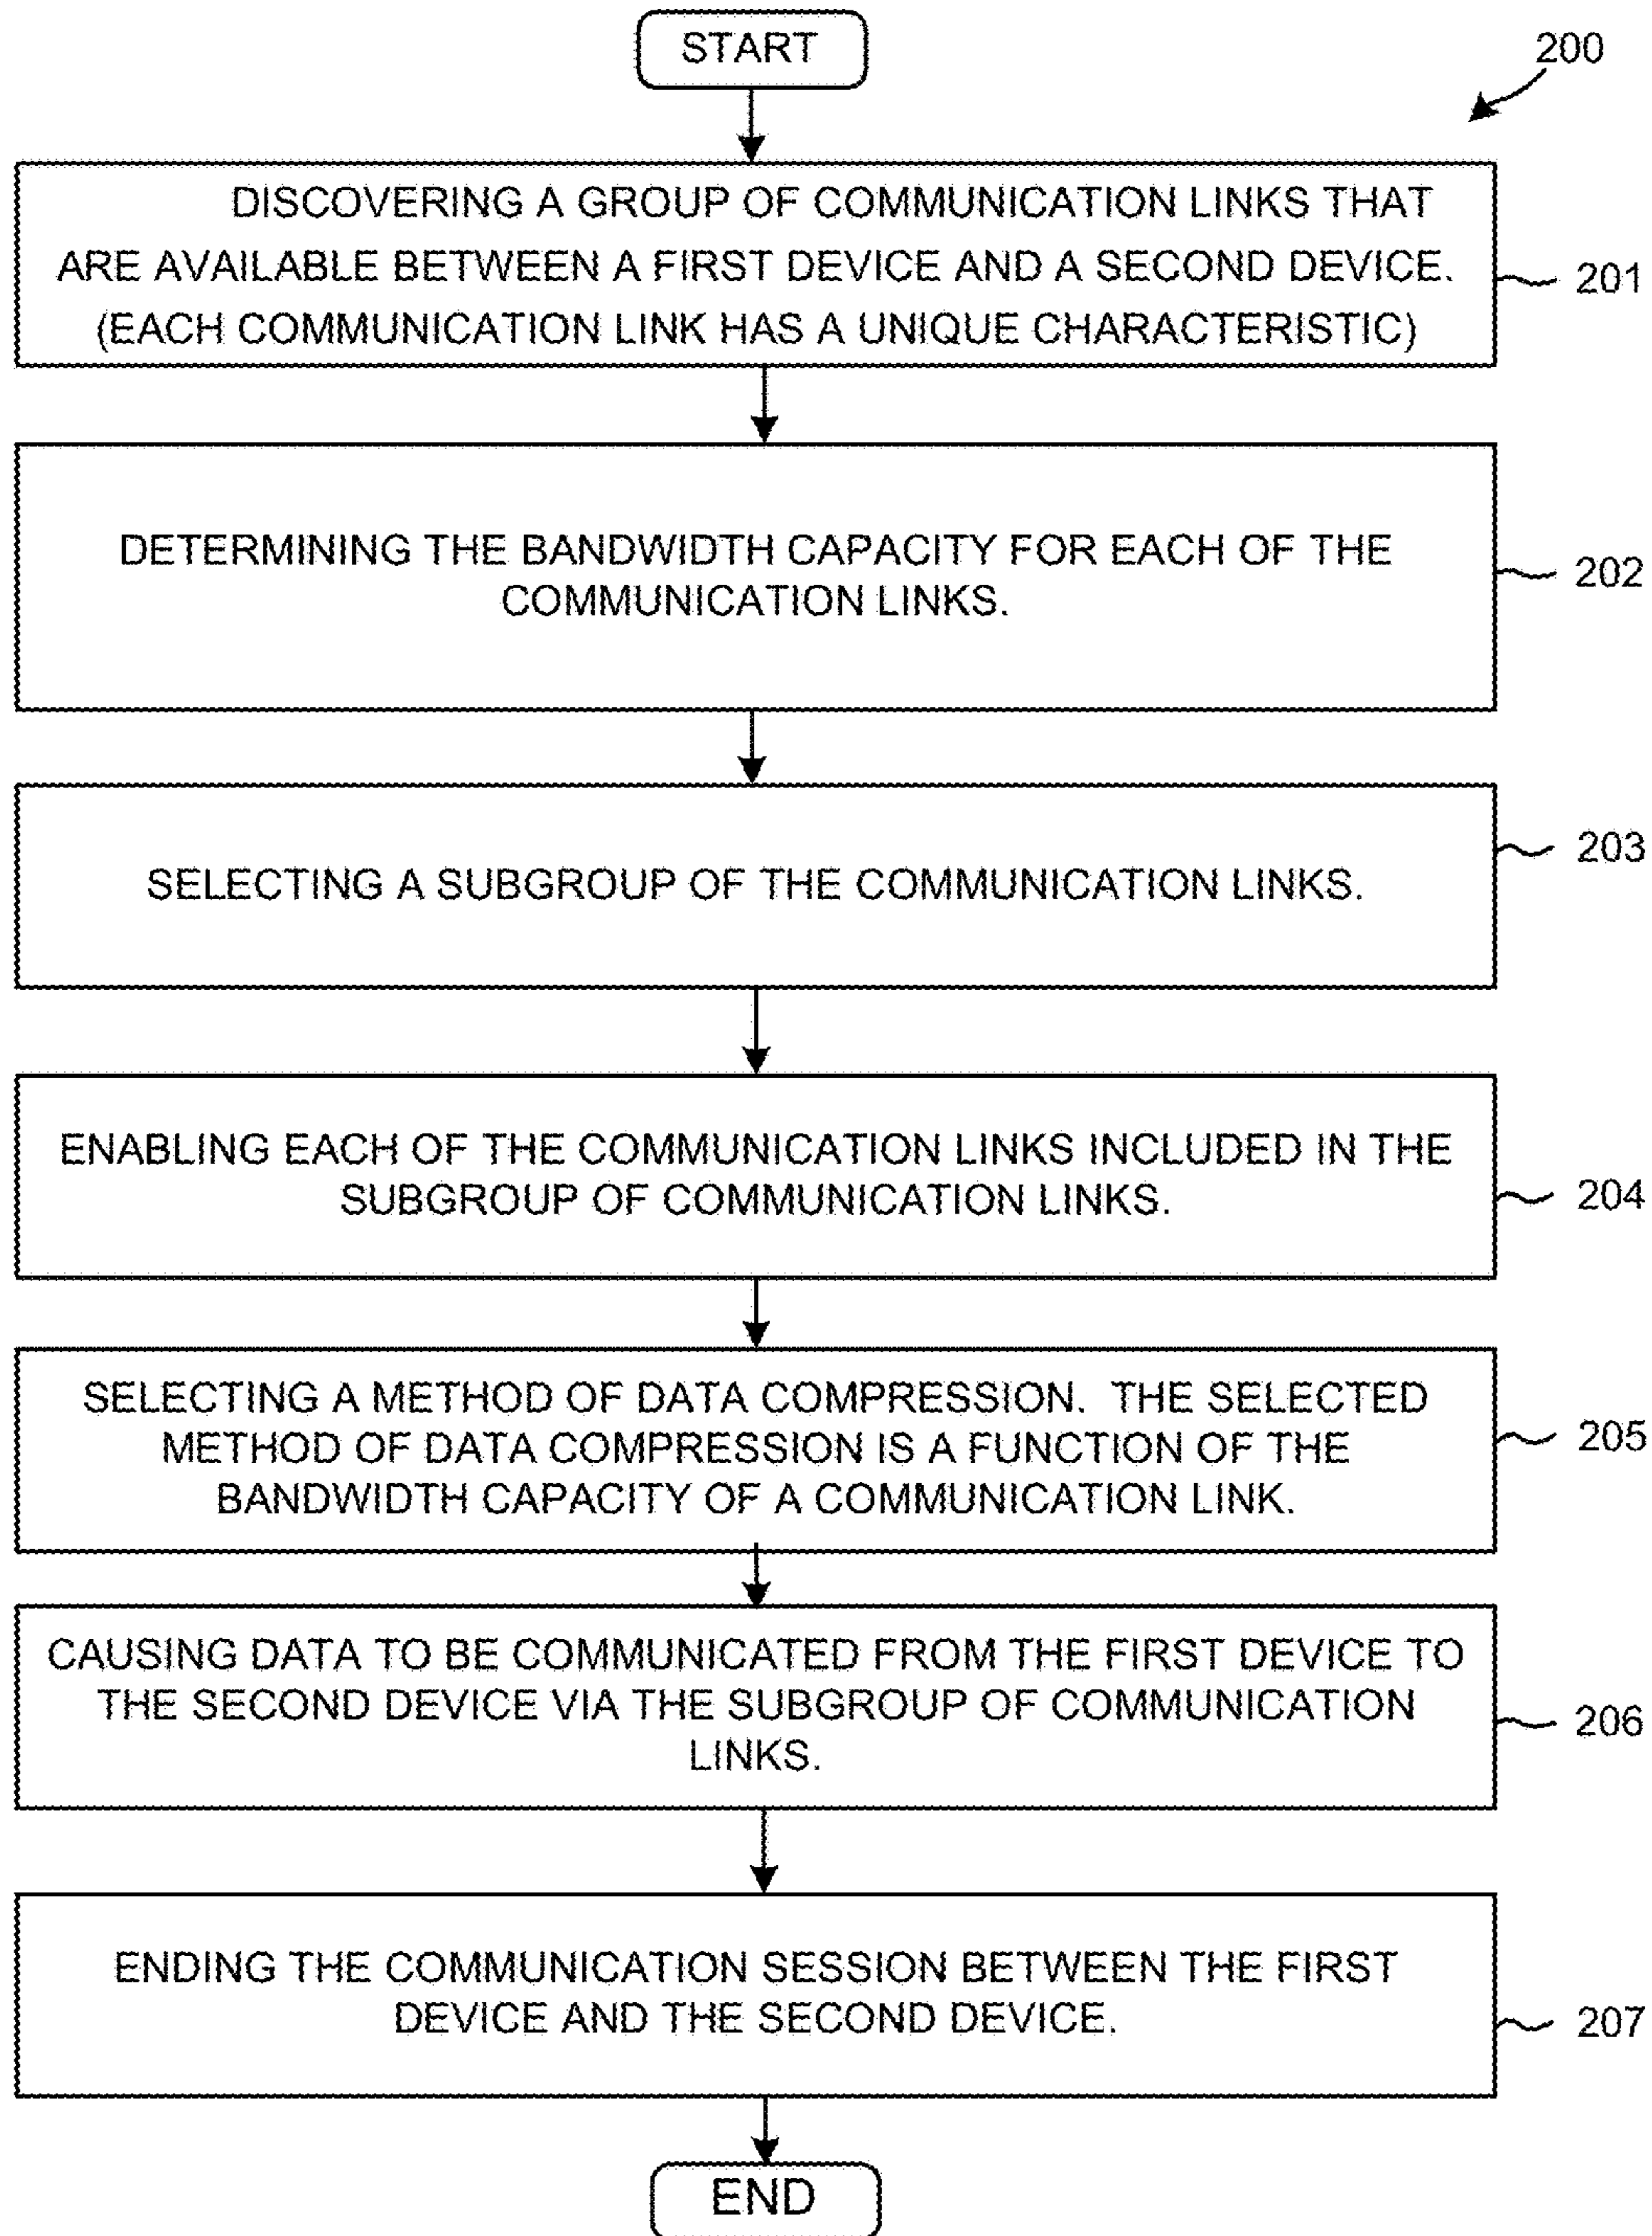 START
200
DISCOVERING A GROUP OF COMMUNICATION LINKS THAT
ARE AVAILABLE BETWEEN A FIRST DEVICE AND A SECOND DEVICE.
(EACH COMMUNICATION LINK HAS A UNIQUE CHARACTERISTIC)
201
DETERMINING THE BANDWIDTH CAPACITY FOR EACH OF THE
COMMUNICATION LINKS.
202
SELECTING A SUBGROUP OF THE COMMUNICATION LINKS.
203
ENABLING EACH OF THE COMMUNICATION LINKS INCLUDED IN THE
SUBGROUP OF COMMUNICATION LINKS.
204
SELECTING A METHOD OF DATA COMPRESSION. THE SELECTED
METHOD OF DATA COMPRESSION IS A FUNCTION OF THE
BANDWIDTH CAPACITY OF A COMMUNICATION LINK.
205
CAUSING DATA TO BE COMMUNICATED FROM THE FIRST DEVICE TO
THE SECOND DEVICE VIA THE SUBGROUP OF COMMUNICATION
LINKS.
206
ENDING THE COMMUNICATION SESSION BETWEEN THE FIRST
DEVICE AND THE SECOND DEVICE.
207
END